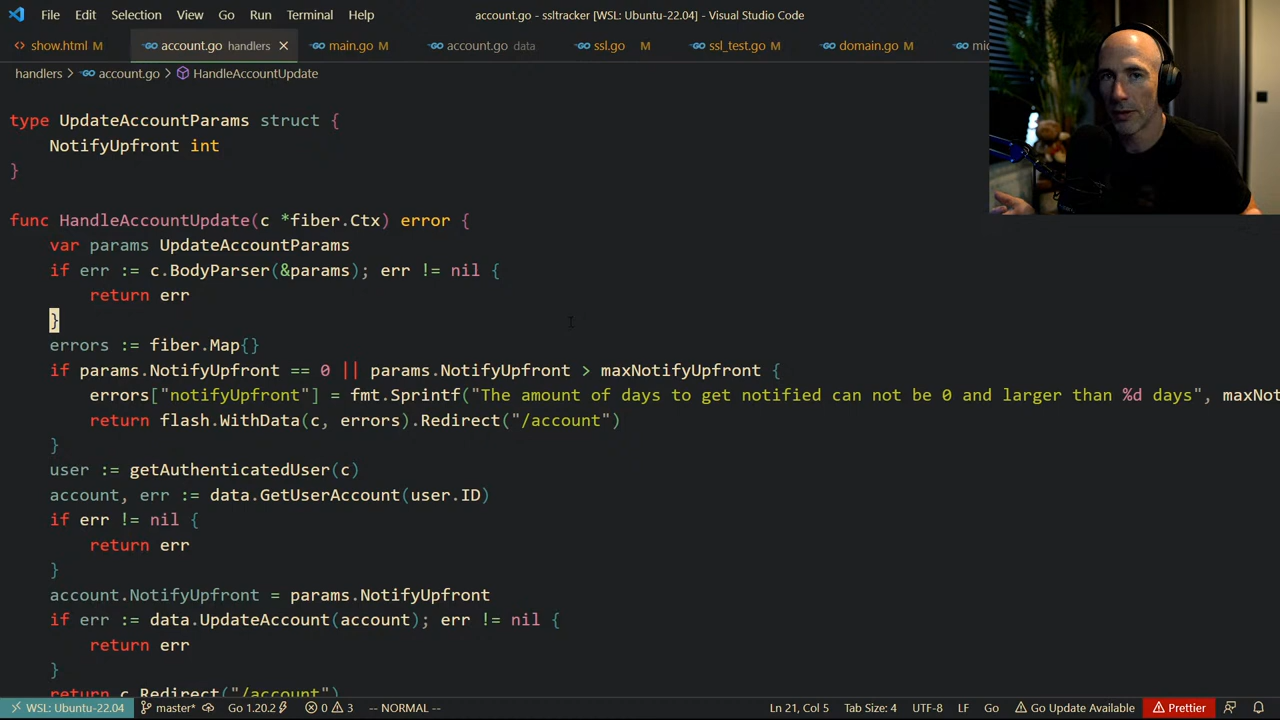 File Edit Selection View Go Run Terminal Help account.go - ssltracker [WSL: Ubuntu-22.04] - Visual Studio Code
show.html M account.go handlers main.go M account.go data ssl.go M ssl_test.go M domain.go M
handlers > account.go > HandleAccountUpdate
type UpdateAccountParams struct {
NotifyUpfront int
}
func HandleAccountUpdate(c *fiber.Ctx) error {
var params UpdateAccountParams
if err := c.BodyParser(&params); err != nil {
return err
}
errors := fiber.Map{}
if params.NotifyUpfront == 0 || params.NotifyUpfront > maxNotifyUpfront {
errors["notifyUpfront"] = fmt.Sprintf("The amount of days to get notified can not be 0 and larger than %d days", maxNot
return flash.WithData(c, errors).Redirect("/account")
}
user := getAuthenticatedUser(c)
account, err := data.GetUserAccount(user.ID)
if err != nil {
return err
}
account.NotifyUpfront = params.NotifyUpfront
if err := data.UpdateAccount(account); err != nil {
return err
}
return c.Redirect("/account")
WSL: Ubuntu-22.04 master* Go 1.20.2 0 3 -- NORMAL -- Ln 21, Col 5 Tab Size: 4 UTF-8 LF Go Go Update Available Prettier